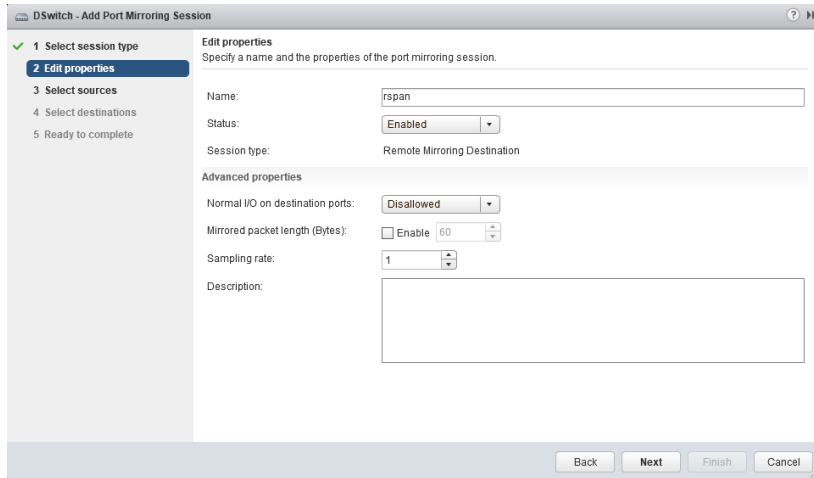 DSwitch - Add Port Mirroring Session
1 Select session type
2 Edit properties
3 Select sources
4 Select destinations
5 Ready to complete
Edit properties
Specify a name and the properties of the port mirroring session.
Name: rspan
Status: Enabled
Session type: Remote Mirroring Destination
Advanced properties
Normal I/O on destination ports: Disallowed
Mirrored packet length (Bytes): Enable 60
Sampling rate: 1
Description:
Back Next Finish Cancel